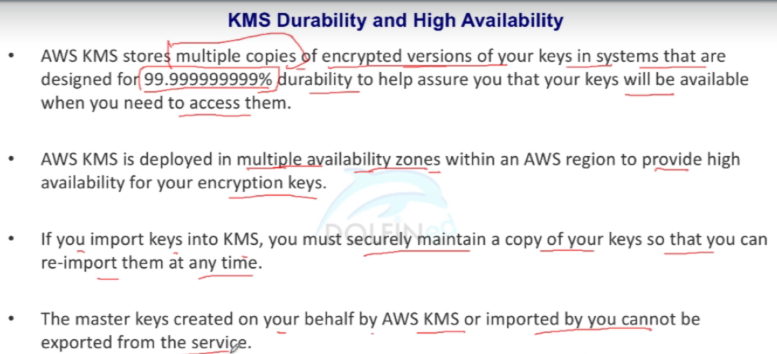 KMS Durability and High Availability
• AWS KMS stores multiple copies of encrypted versions of your keys in systems that are
designed for 99.999999999% durability to help assure you that your keys will be available
when you need to access them.
• AWS KMS is deployed in multiple availability zones within an AWS region to provide high
availability for your encryption keys.
DOLFIN
• If you import keys into KMS, you must securely maintain a copy of your keys so that you can
re-import them at any time.
• The master keys created on your behalf by AWS KMS or imported by you cannot be
exported from the service.